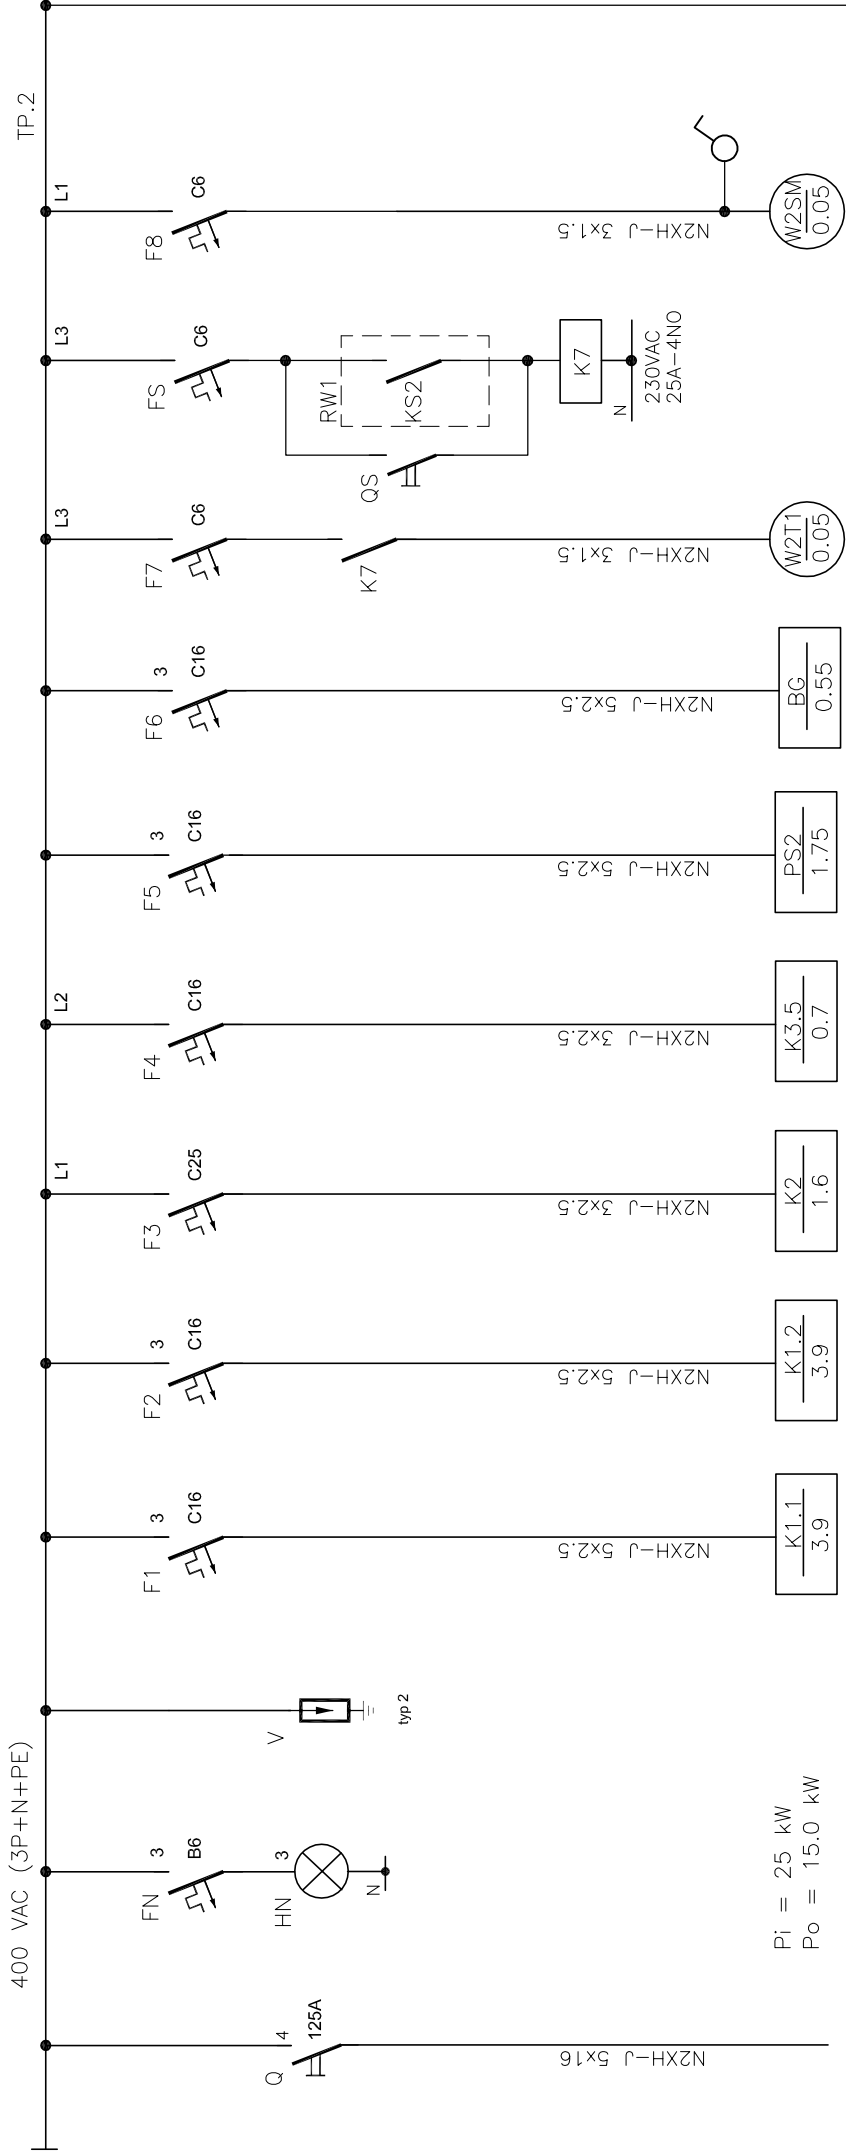 400 VAC (3P+N+PE)
TP.2
Q
4
125A
N2XH-J 5x16
FN
3
B6
HN
3
N
Pi = 25 kW
Po = 15.0 kW
V
typ 2
F1
3
C16
N2XH-J 5x2.5
K1.1
3.9
F2
3
C16
N2XH-J 5x2.5
K1.2
3.9
L1
F3
C25
N2XH-J 3x2.5
K2
1.6
L2
F4
C16
N2XH-J 3x2.5
K3.5
0.7
F5
3
C16
N2XH-J 5x2.5
PS2
1.75
F6
3
C16
N2XH-J 5x2.5
BG
0.55
L3
F7
C6
K7
N2XH-J 3x1.5
W2T1
0.05
L3
FS
C6
QS
RW1
KS2
K7
N
230VAC
25A-4NO
L1
F8
C6
N2XH-J 3x1.5
W2SM
0.05